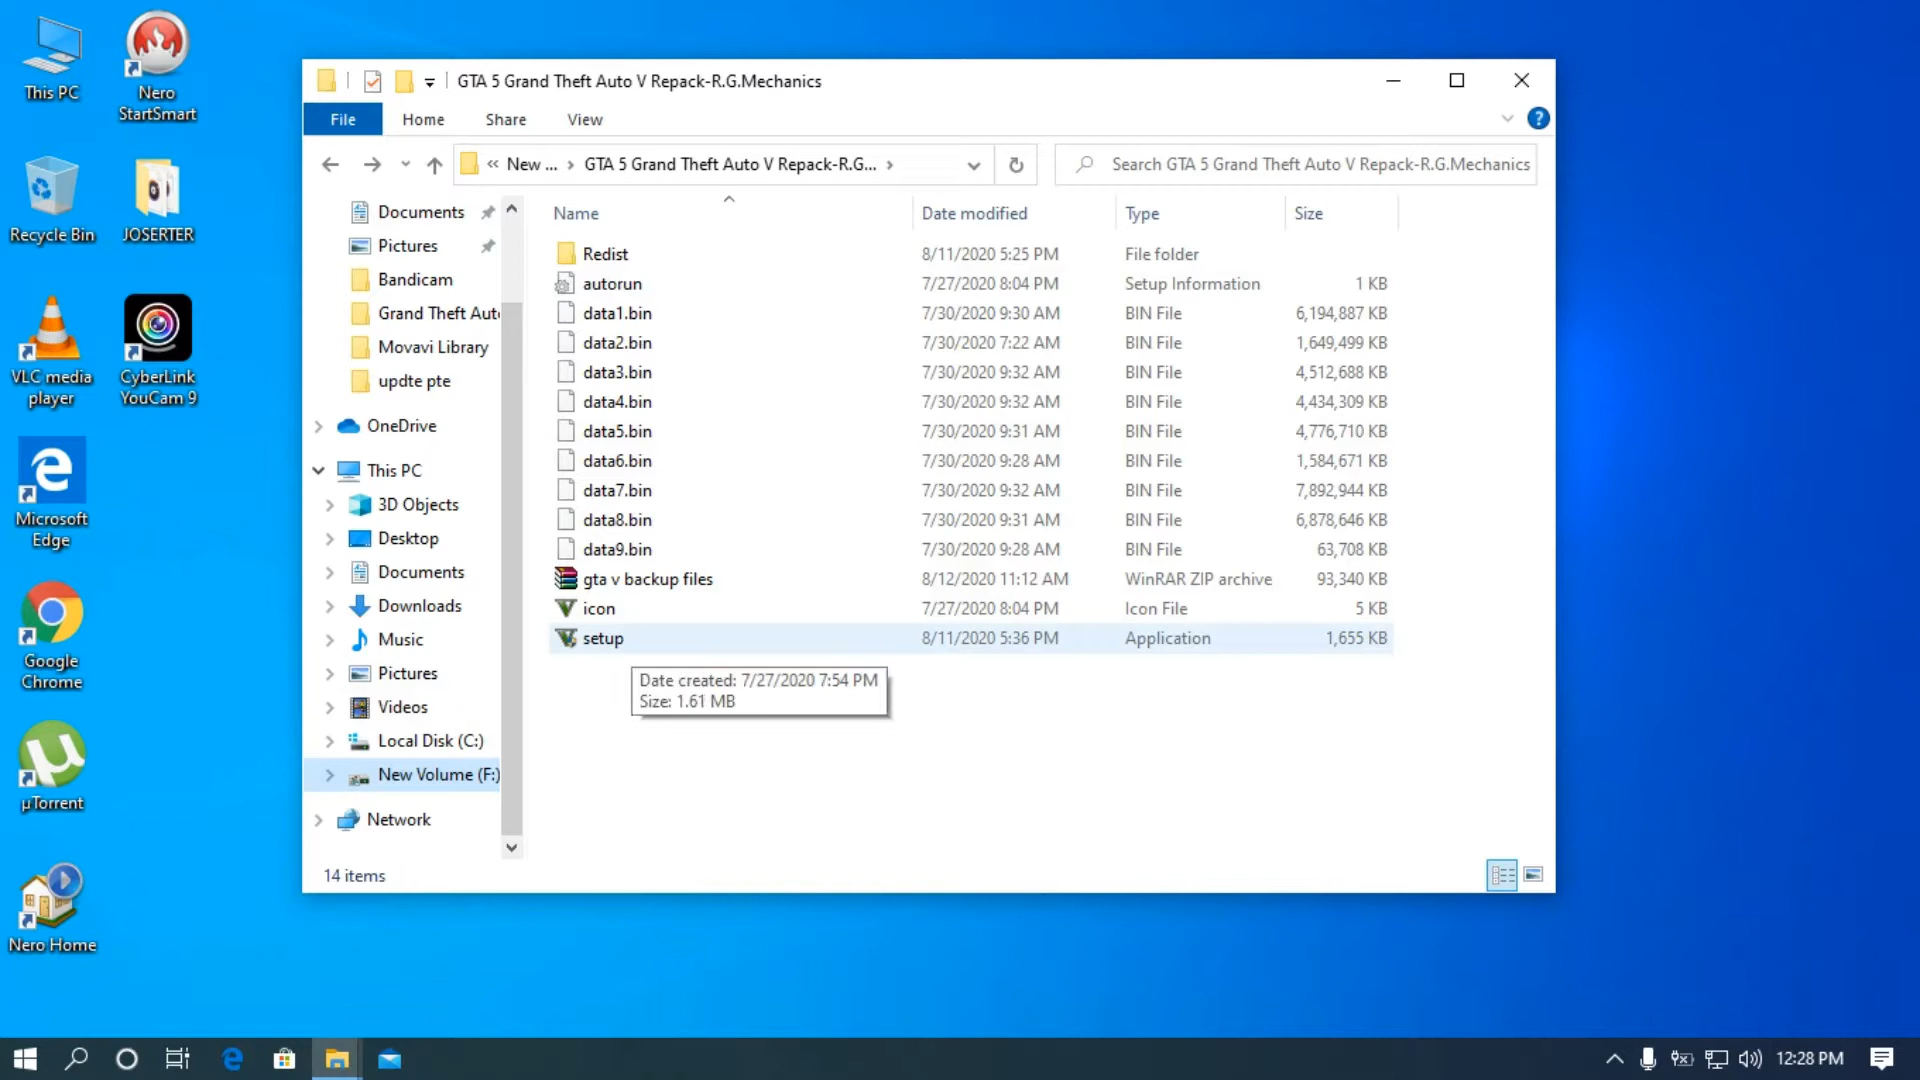 This PC
Nero
StartSmart
Recycle Bin
JOSERTER
VLC media
player
CyberLink
YouCam 9
Microsoft
Edge
Google
Chrome
µTorrent
Nero Home
GTA 5 Grand Theft Auto V Repack-R.G.Mechanics
File Home Share View
« New ... › GTA 5 Grand Theft Auto V Repack-R.G... ›
Search GTA 5 Grand Theft Auto V Repack-R.G.Mechanics
Documents
Pictures
Bandicam
Grand Theft Aut
Movavi Library
updte pte
OneDrive
This PC
3D Objects
Desktop
Documents
Downloads
Music
Pictures
Videos
Local Disk (C:)
New Volume (F:)
Network
Name Date modified Type Size
Redist 8/11/2020 5:25 PM File folder
autorun 7/27/2020 8:04 PM Setup Information 1 KB
data1.bin 7/30/2020 9:30 AM BIN File 6,194,887 KB
data2.bin 7/30/2020 7:22 AM BIN File 1,649,499 KB
data3.bin 7/30/2020 9:32 AM BIN File 4,512,688 KB
data4.bin 7/30/2020 9:32 AM BIN File 4,434,309 KB
data5.bin 7/30/2020 9:31 AM BIN File 4,776,710 KB
data6.bin 7/30/2020 9:28 AM BIN File 1,584,671 KB
data7.bin 7/30/2020 9:32 AM BIN File 7,892,944 KB
data8.bin 7/30/2020 9:31 AM BIN File 6,878,646 KB
data9.bin 7/30/2020 9:28 AM BIN File 63,708 KB
gta v backup files 8/12/2020 11:12 AM WinRAR ZIP archive 93,340 KB
icon 7/27/2020 8:04 PM Icon File 5 KB
setup 8/11/2020 5:36 PM Application 1,655 KB
Date created: 7/27/2020 7:54 PM
Size: 1.61 MB
14 items
12:28 PM